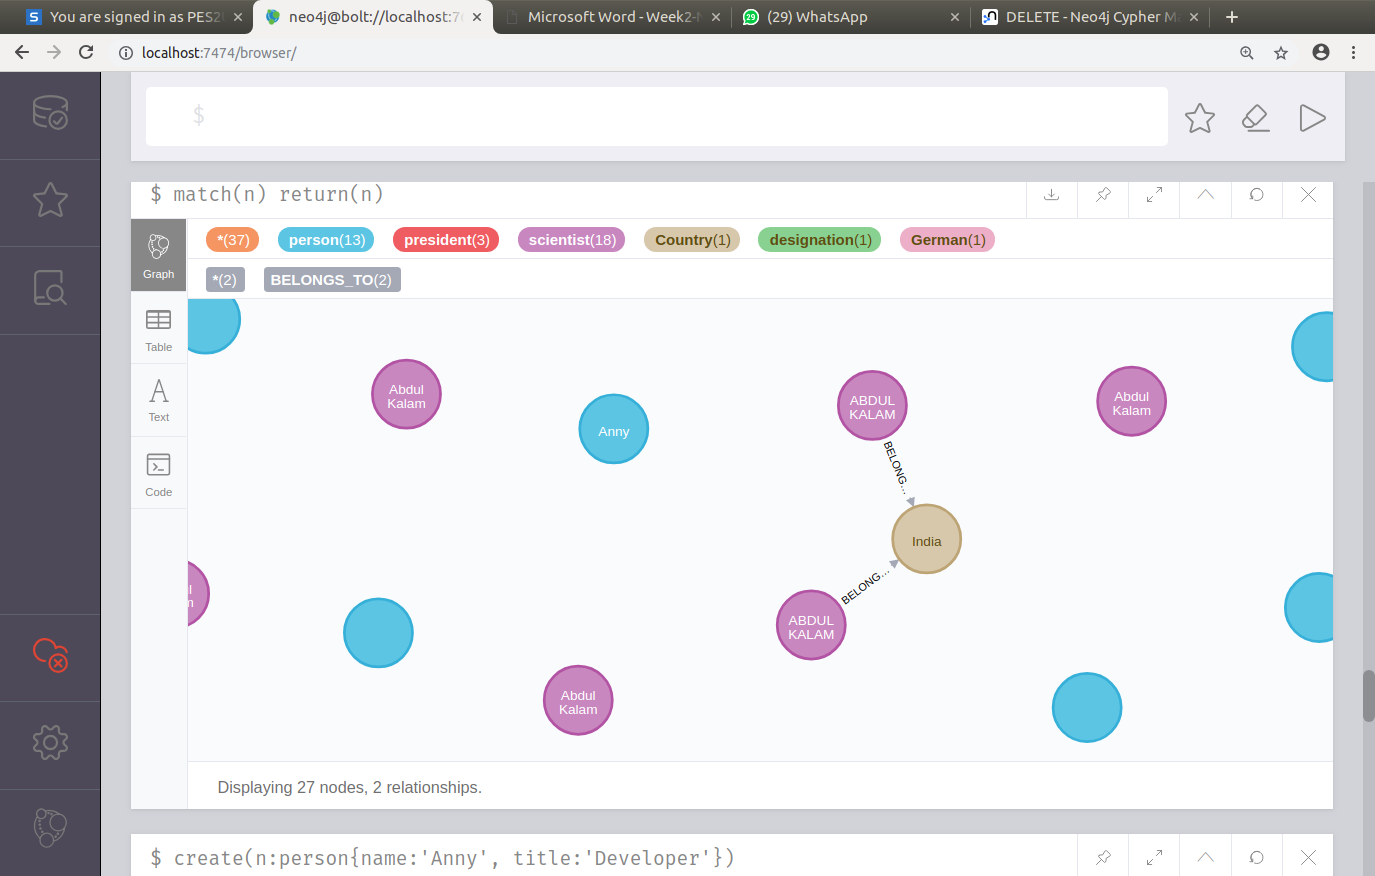 You are signed in as PES2
neo4j@bolt://localhost:7
Microsoft Word - Week2-
(29) WhatsApp
DELETE - Neo4j Cypher M
localhost:7474/browser/
$
$ match(n) return(n)
Graph
Table
Text
Code
*(37)
person(13)
president(3)
scientist(18)
Country(1)
designation(1)
German(1)
*(2)
BELONGS_TO(2)
Abdul
Kalam
Anny
ABDUL
KALAM
Abdul
Kalam
BELONG...
India
BELONG...
ABDUL
KALAM
Abdul
Kalam
Displaying 27 nodes, 2 relationships.
$ create(n:person{name:'Anny', title:'Developer'})